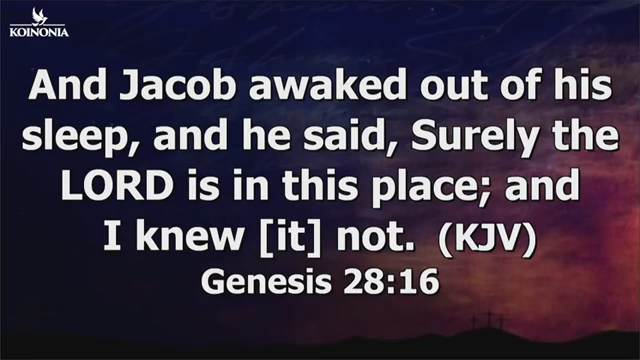 KOINONIA
And Jacob awaked out of his
sleep, and he said, Surely the
LORD is in this place; and
I knew [it] not. (KJV)
Genesis 28:16